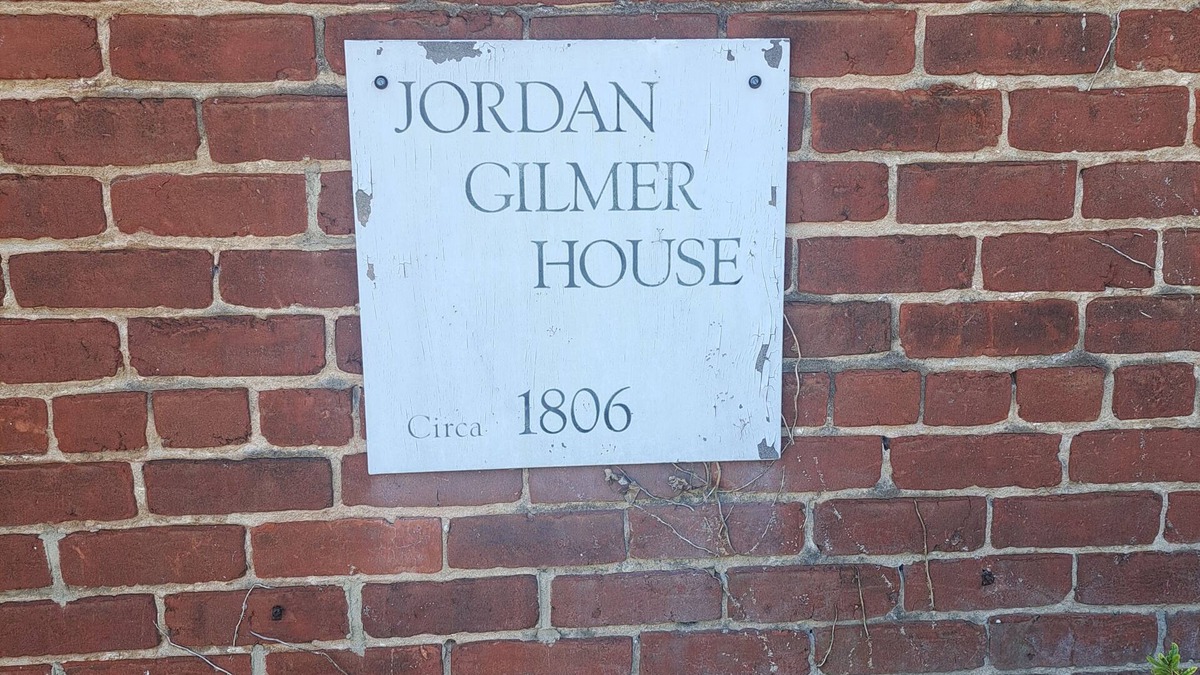 JORDAN
GILMER
HOUSE
Circa 1806